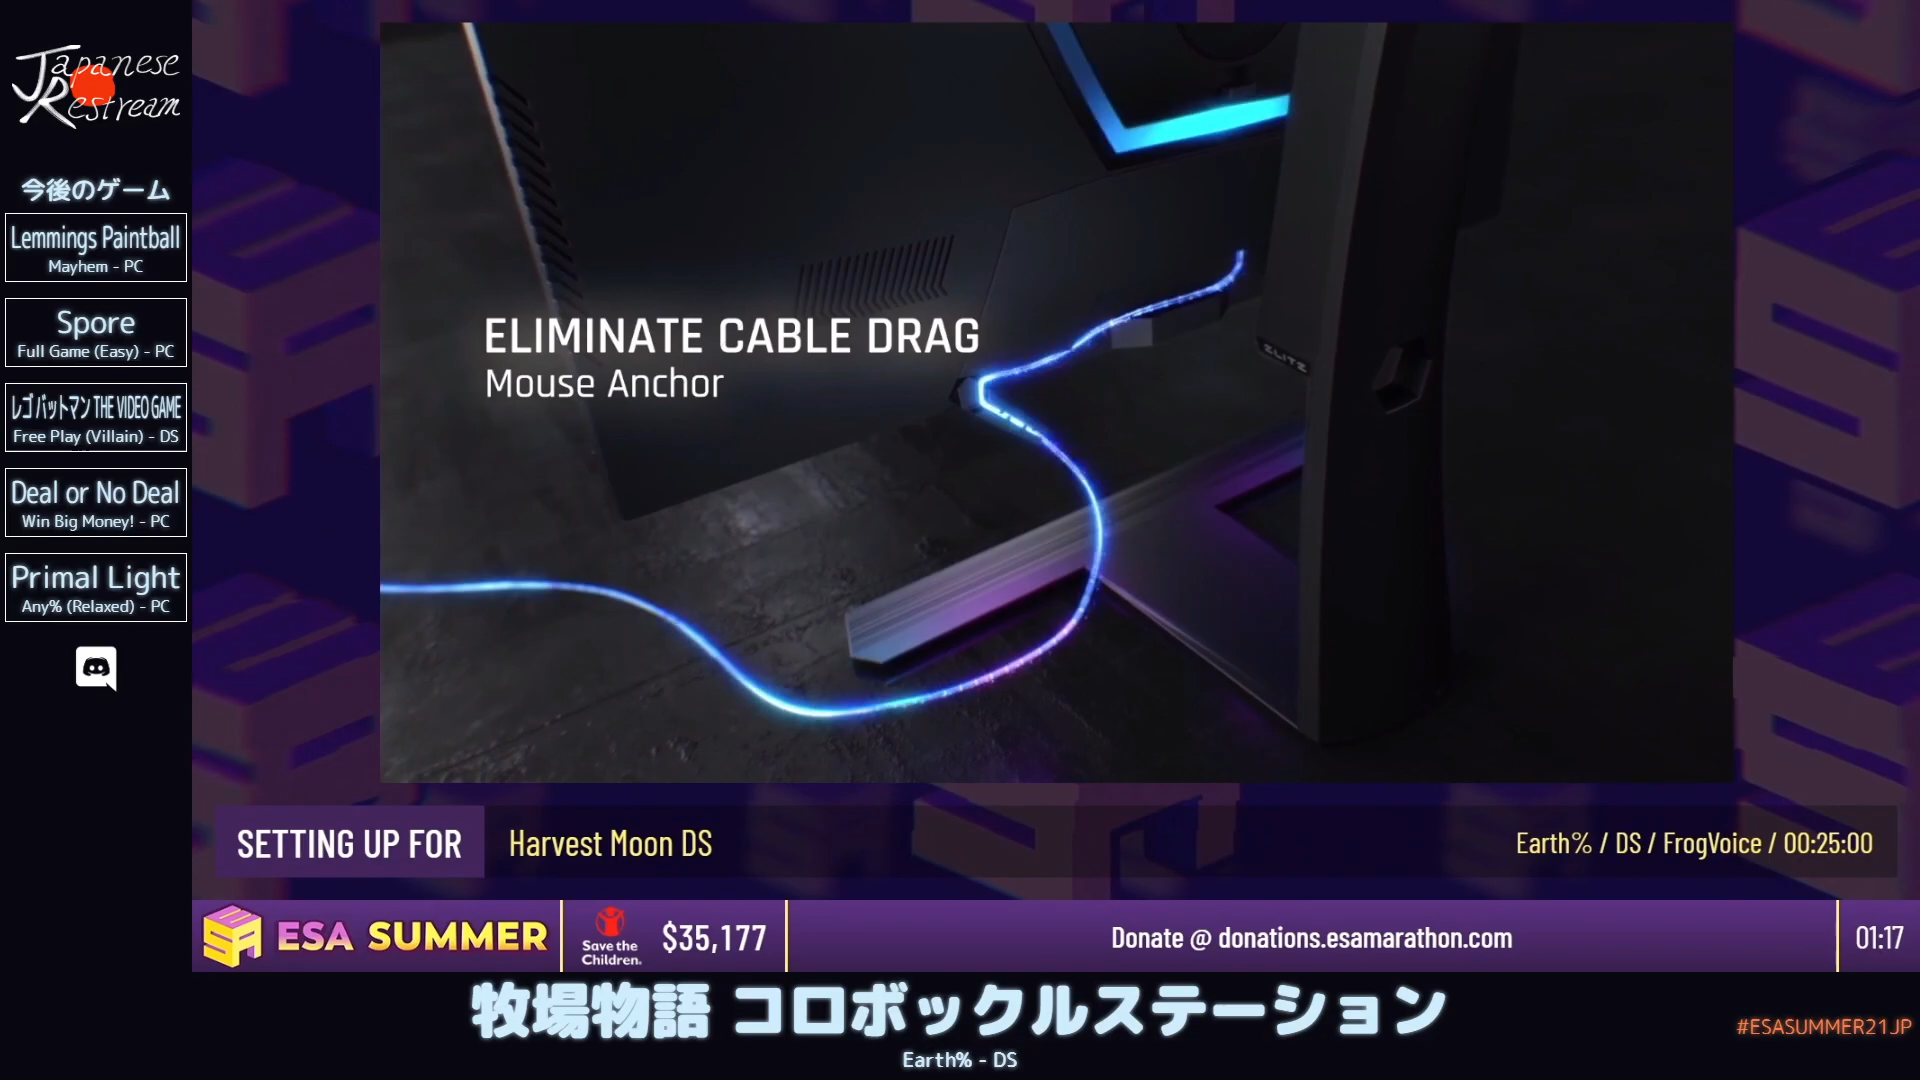 Japanese
Restream
今後のゲーム
Lemmings Paintball
Mayhem - PC
Spore
Full Game (Easy) - PC
レゴ バットマン THE VIDEO GAME
Free Play (Villain) - DS
Deal or No Deal
Win Big Money! - PC
Primal Light
Any% (Relaxed) - PC
ELIMINATE CABLE DRAG
Mouse Anchor
BLITZ
SETTING UP FOR
Harvest Moon DS
Earth% / DS / FrogVoice / 00:25:00
ESA SUMMER
Save the
Children.
$35,177
Donate @ donations.esamarathon.com
01:17
牧場物語 コロボックルステーション
Earth% - DS
#ESASUMMER21JP